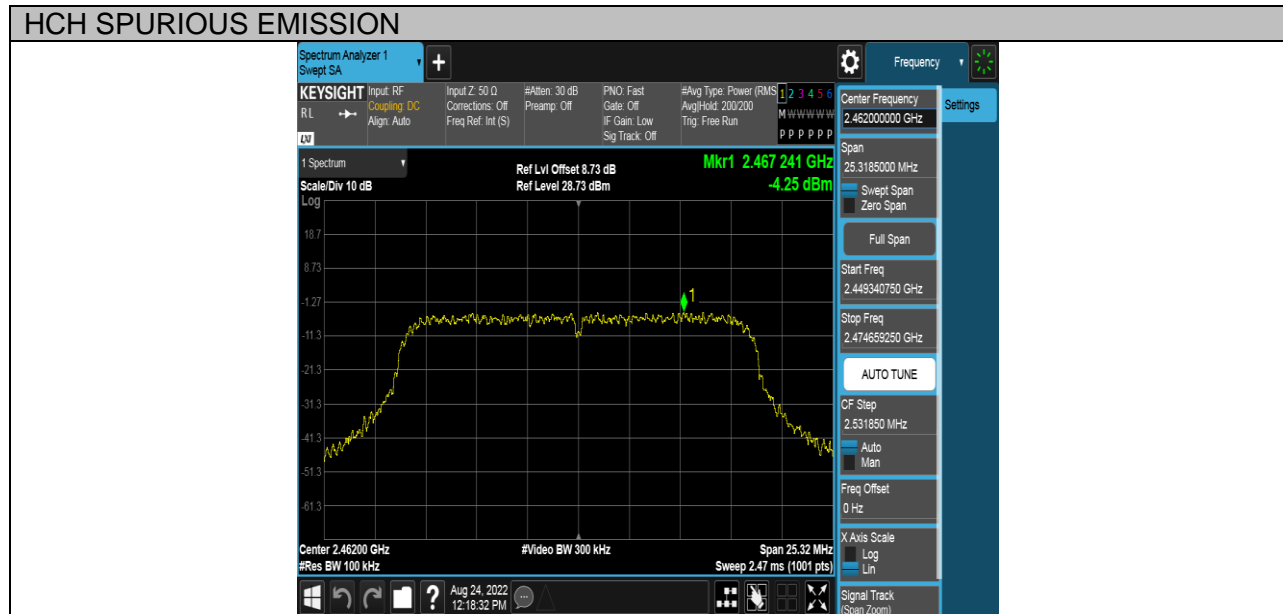 HCH SPURIOUS EMISSION
Spectrum Analyzer 1
Swept SA
+
Frequency
KEYSIGHT
RL
LXI
Input: RF
Coupling: DC
Align: Auto
Input Z: 50 Ω
Corrections: Off
Freq Ref: Int (S)
#Atten: 30 dB
Preamp: Off
PNO: Fast
Gate: Off
IF Gain: Low
Sig Track: Off
#Avg Type: Power (RMS
Avg|Hold: 200/200
Trig: Free Run
1 2 3 4 5 6
M W W W W W
P P P P P P
1 Spectrum
Scale/Div 10 dB
Ref Lvl Offset 8.73 dB
Ref Level 28.73 dBm
Mkr1 2.467 241 GHz
-4.25 dBm
Log
18.7
8.73
-1.27
-11.3
-21.3
-31.3
-41.3
-51.3
-61.3
1
Center 2.46200 GHz
#Res BW 100 kHz
#Video BW 300 kHz
Span 25.32 MHz
Sweep 2.47 ms (1001 pts)
Center Frequency
2.462000000 GHz
Settings
Span
25.3185000 MHz
Swept Span
Zero Span
Full Span
Start Freq
2.449340750 GHz
Stop Freq
2.474659250 GHz
AUTO TUNE
CF Step
2.531850 MHz
Auto
Man
Freq Offset
0 Hz
X Axis Scale
Log
Lin
Signal Track
(Span Zoom)
?
Aug 24, 2022
12:18:32 PM